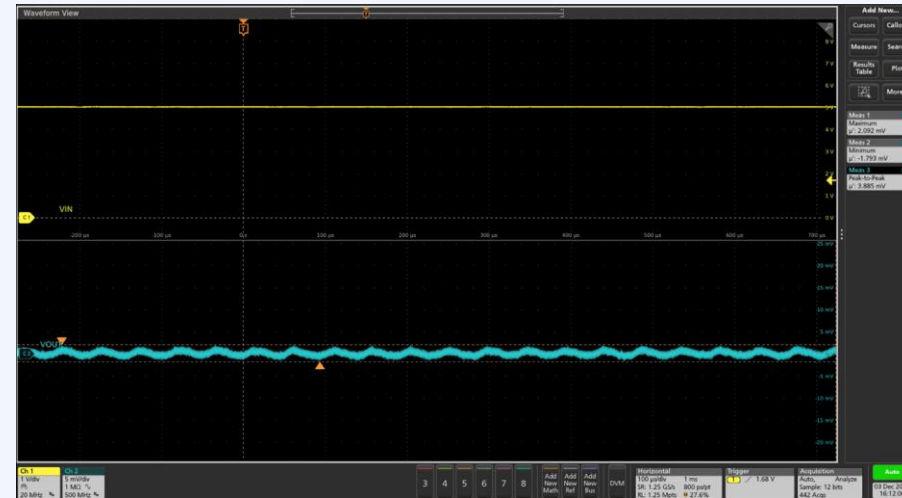 Waveform View
Add New...
Cursors
Measure
Results
Table
More
Meas 1
Maximum
µ': 2.092 mV
Meas 2
Minimum
µ': -1.793 mV
Meas 3
Peak-to-Peak
µ': 3.885 mV
T
8 V
7 V
6 V
5 V
4 V
2 V
1 V
0 V
VIN
C1
-200 µs
-100 µs
0 s
100 µs
200 µs
300 µs
400 µs
500 µs
600 µs
700 µs
25 mV
20 mV
15 mV
10 mV
5 mV
VOUT
C2
-5 mV
-10 mV
-15 mV
-20 mV
Ch 1
1 V/div
20 MHz
Ch 2
5 mV/div
1 MΩ
500 MHz
3 4 5 6 7 8
Add New Math
Add New Ref
Add New Bus
DVM
Horizontal
100 µs/div 1 ms
SR: 1.25 GS/s 800 ps/pt
RL: 1.25 Mpts 27.6%
Trigger
1 1.68 V
Acquisition
Auto, Analyze
Sample: 12 bits
442 Acqs
Auto
03 Dec